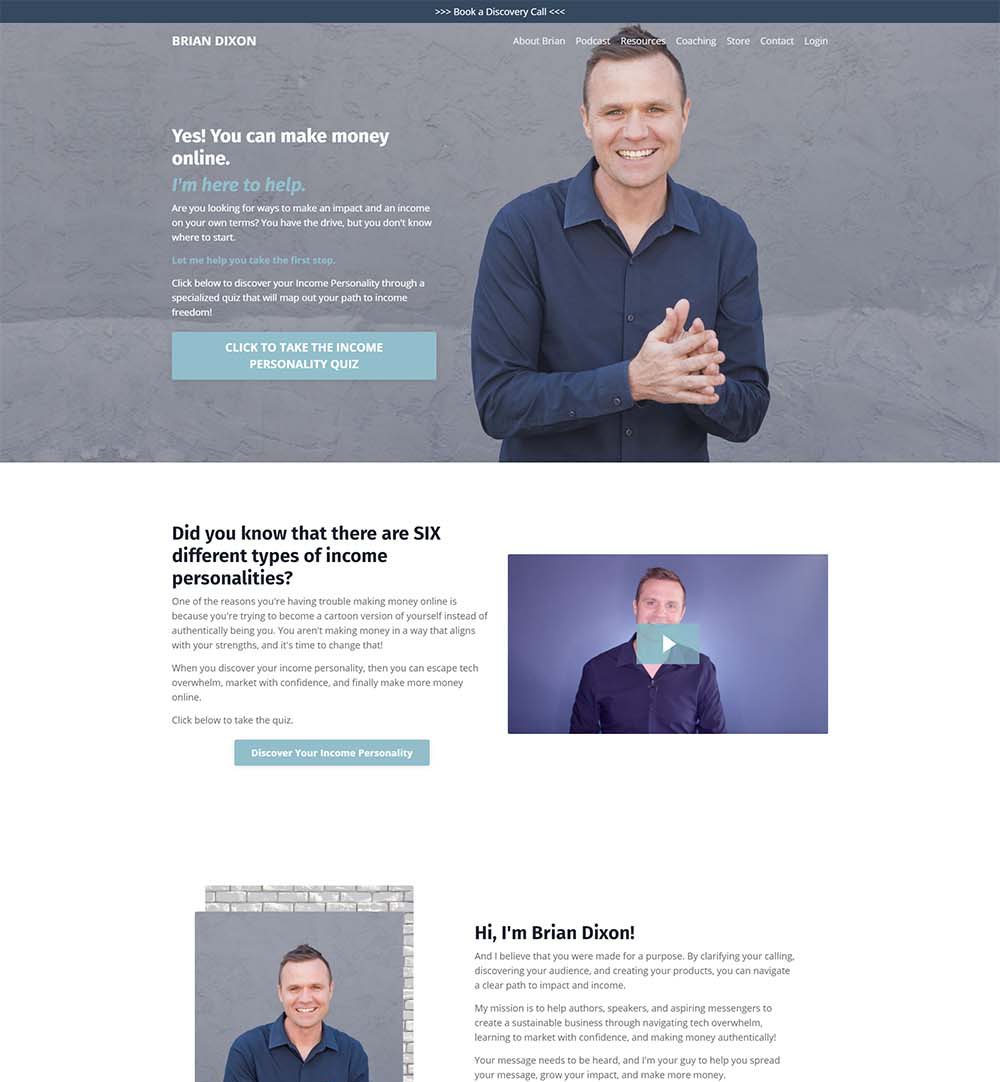 >>> Book a Discovery Call <<<
BRIAN DIXON
About Brian Podcast Resources Coaching Store Contact Login
Yes! You can make money
online.
I'm here to help.
Are you looking for ways to make an impact and an income
on your own terms? You have the drive, but you don't know
where to start.
Let me help you take the first step.
Click below to discover your Income Personality through a
specialized quiz that will map out your path to income
freedom!
CLICK TO TAKE THE INCOME
PERSONALITY QUIZ
Did you know that there are SIX
different types of income
personalities?
One of the reasons you're having trouble making money online is
because you're trying to become a cartoon version of yourself instead of
authentically being you. You aren't making money in a way that aligns
with your strengths, and it's time to change that!
When you discover your income personality, then you can escape tech
overwhelm, market with confidence, and finally make more money
online.
Click below to take the quiz.
Discover Your Income Personality
Hi, I'm Brian Dixon!
And I believe that you were made for a purpose. By clarifying your calling,
discovering your audience, and creating your products, you can navigate
a clear path to impact and income.
My mission is to help authors, speakers, and aspiring messengers to
create a sustainable business through navigating tech overwhelm,
learning to market with confidence, and making money authentically!
Your message needs to be heard, and I'm your guy to help you spread
your message, grow your impact, and make more money.